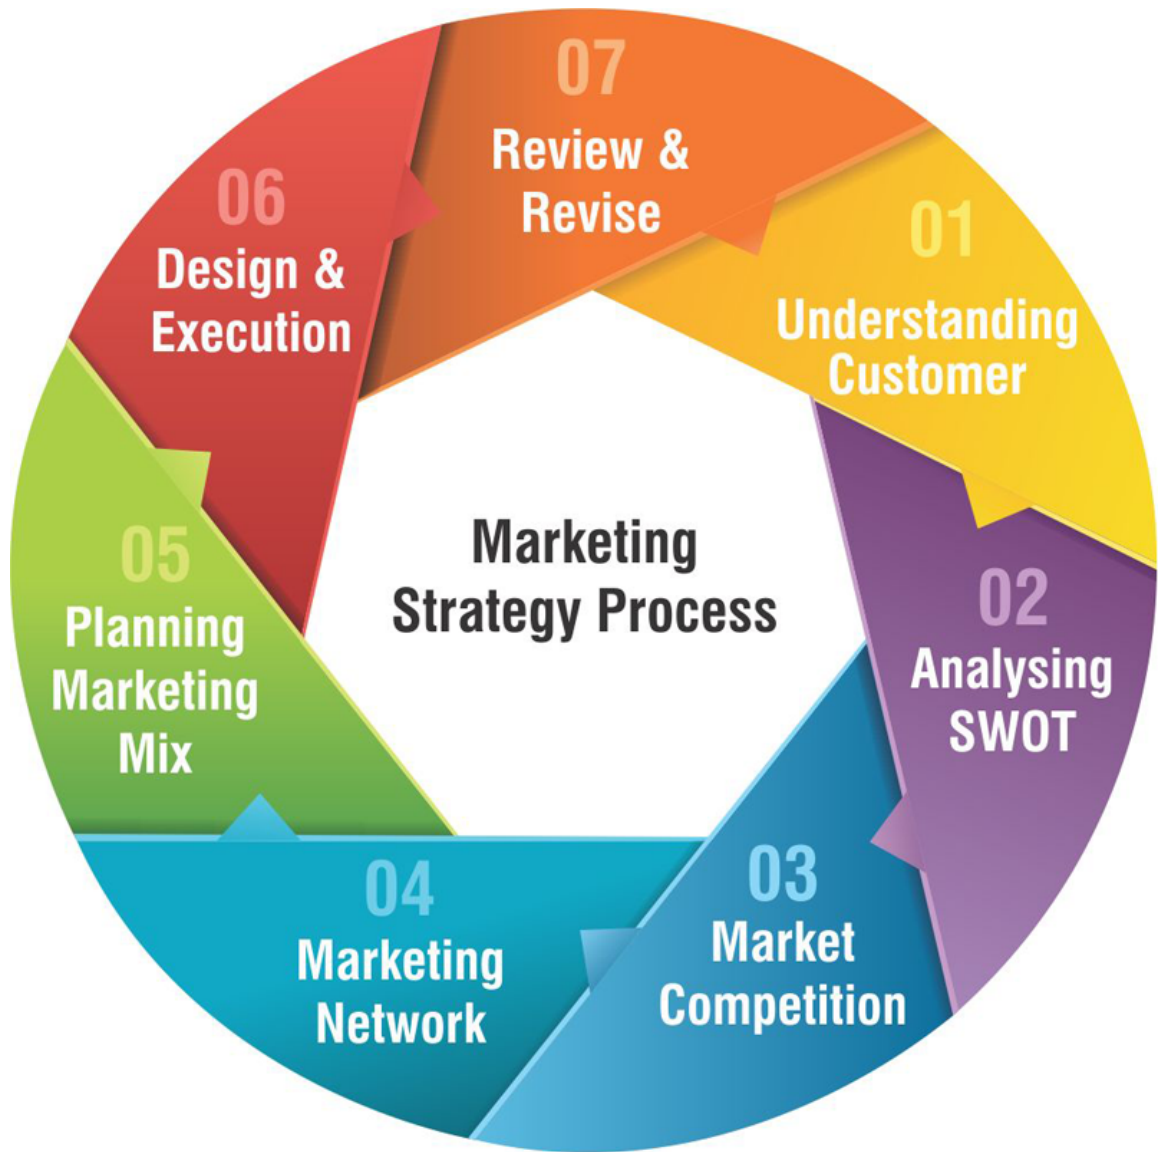 Marketing
Strategy Process
01
Understanding
Customer
02
Analysing
SWOT
03
Market
Competition
04
Marketing
Network
05
Planning
Marketing
Mix
06
Design &
Execution
07
Review &
Revise